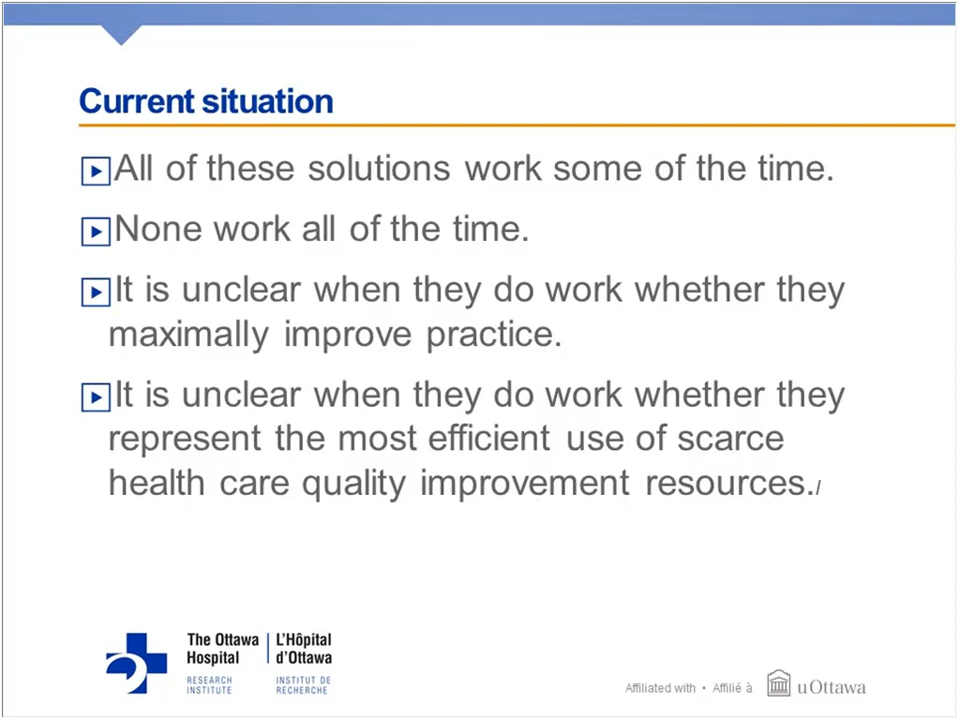 Current situation
All of these solutions work some of the time.
None work all of the time.
It is unclear when they do work whether they
maximally improve practice.
It is unclear when they do work whether they
represent the most efficient use of scarce
health care quality improvement resources./
The Ottawa
Hospital
RESEARCH
INSTITUTE
L'Hôpital
d'Ottawa
INSTITUT DE
RECHERCHE
Affiliated with • Affilié à
uOttawa